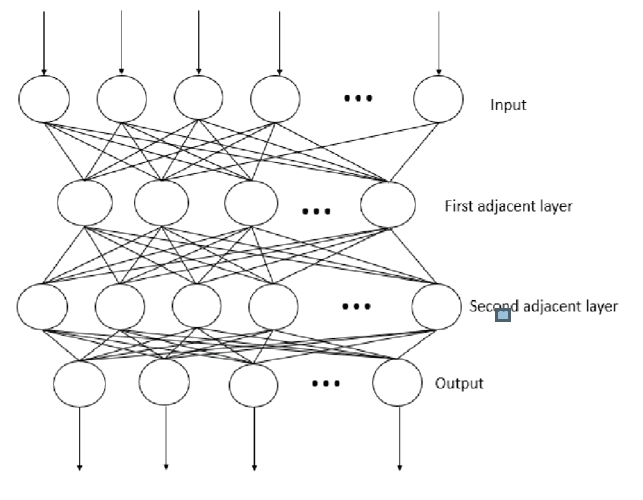 Input
First adjacent layer
Second adjacent layer
Output